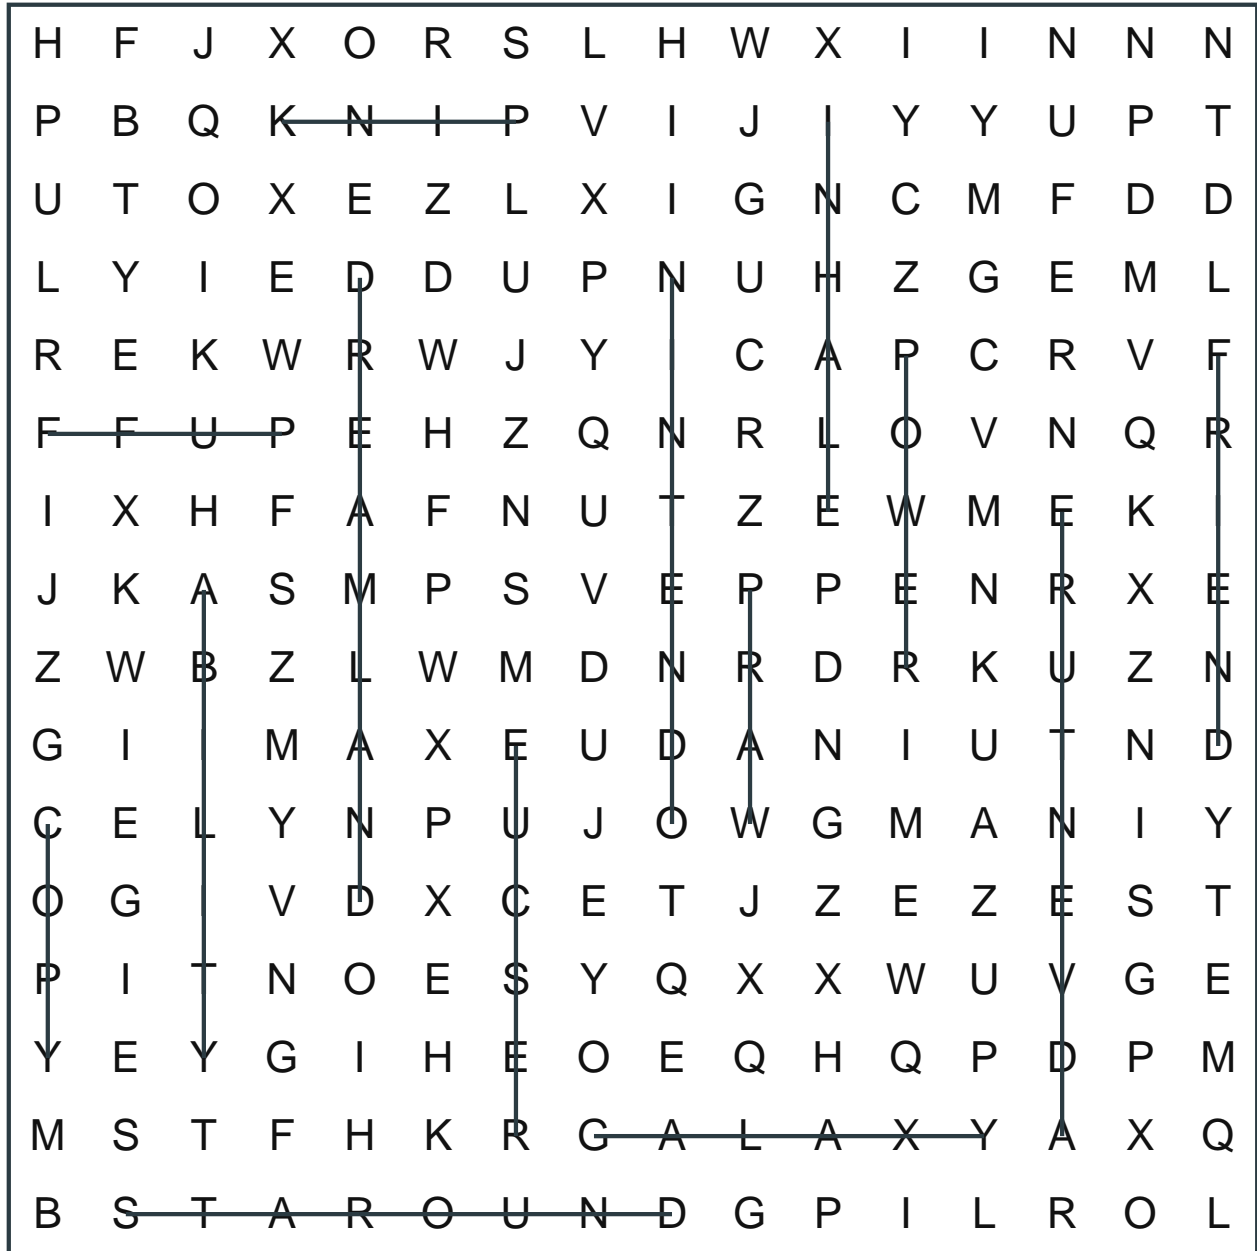 H F J X O R S L H W X I I N N N
P B Q K N I P V I J I Y Y U P T
U T O X E Z L X I G N C M F D D
L Y I E D D U P N U H Z G E M L
R E K W R W J Y I C A P C R V F
F F U P E H Z Q N R L O V N Q R
I X H F A F N U T Z E W M E K I
J K A S M P S V E P P E N R X E
Z W B Z L W M D N R D R K U Z N
G I I M A X E U D A N I U T N D
C E L Y N P U J O W G M A N I Y
O G I V D X C E T J Z E Z E S T
P I T N O E S Y Q X X W U V G E
Y E Y G I H E O E Q H Q P D P M
M S T F H K R G A L A X Y A X Q
B S T A R O U N D G P I L R O L